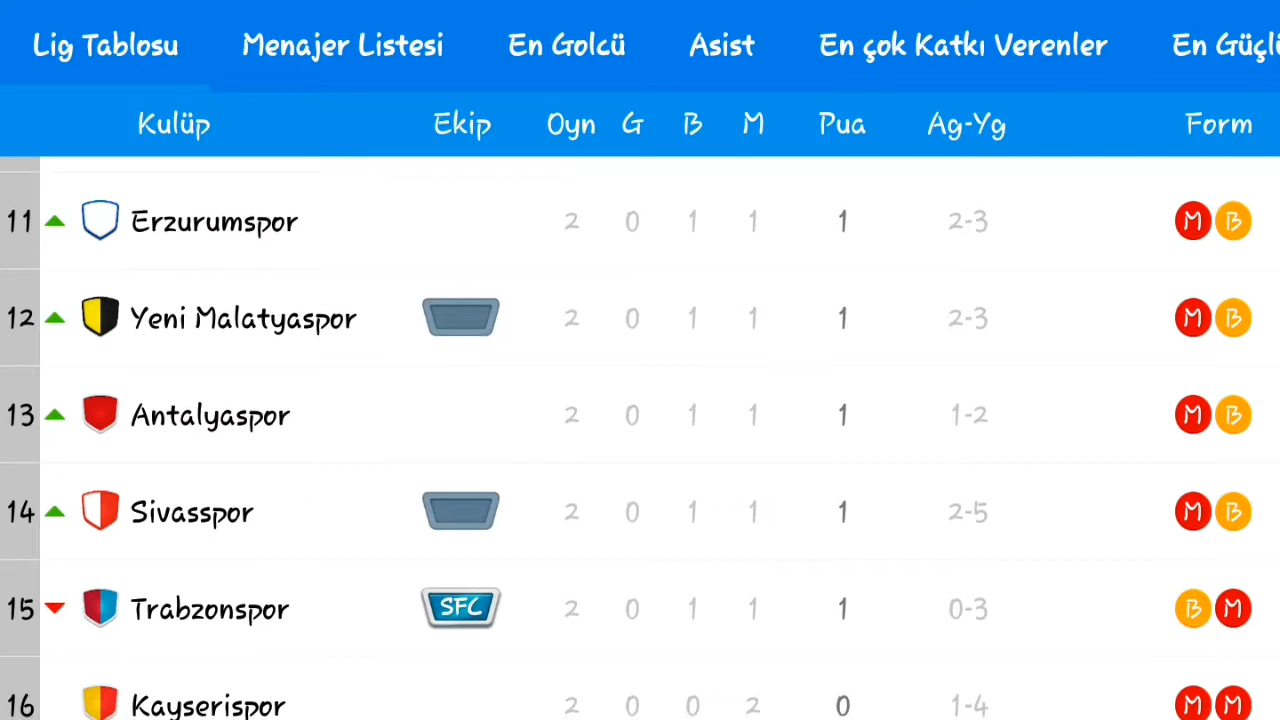 Lig Tablosu Menajer Listesi En Golcü Asist En çok Katkı Verenler En Güçlü
Kulüp Ekip Oyn G B M Pua Ag-Yg Form
11 Erzurumspor 2 0 1 1 1 2-3 M B
12 Yeni Malatyaspor 2 0 1 1 1 2-3 M B
13 Antalyaspor 2 0 1 1 1 1-2 M B
14 Sivasspor 2 0 1 1 1 2-5 M B
15 Trabzonspor SFC 2 0 1 1 1 0-3 B M
16 Kayserispor 2 0 0 2 0 1-4 M M